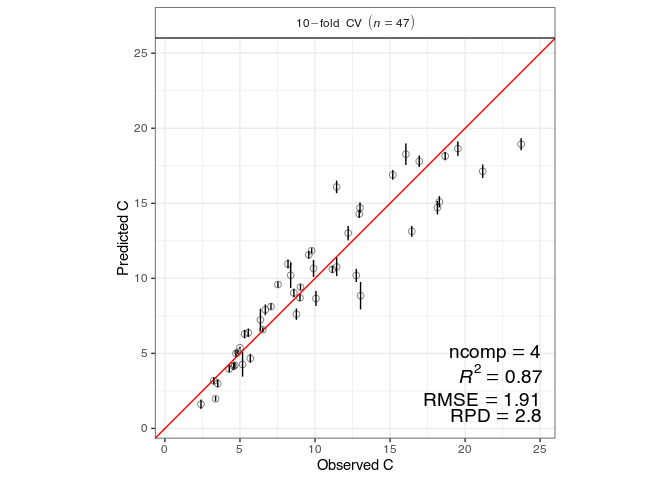 10−fold CV (n = 47)
25
20
15
10
5
0
Predicted C
ncomp = 4
R² = 0.87
RMSE = 1.91
RPD = 2.8
0 5 10 15 20 25
Observed C